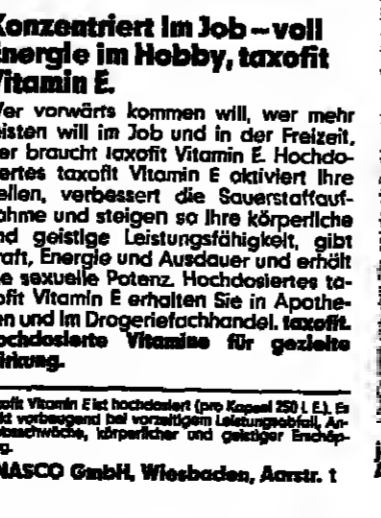 Konzentriert im Job – voll
Energie im Hobby, taxofit
Vitamin E.
Wer vorwärts kommen will, wer mehr
leisten will im Job und in der Freizeit,
der braucht taxofit Vitamin E. Hochdo-
siertes taxofit Vitamin E aktiviert Ihre
Zellen, verbessert die Sauerstoffauf-
nahme und steigen so Ihre körperliche
und geistige Leistungsfähigkeit, gibt
Kraft, Energie und Ausdauer und erhält
die sexuelle Potenz. Hochdosiertes ta-
xofit Vitamin E erhalten Sie in Apothe-
ken und im Drogeriefachhandel. taxofit.
Hochdosierte Vitamine für gezielte
Wirkung.
taxofit Vitamin E ist hochdosiert (pro Kapsel 250 I. E.). Es
wirkt vorbeugend bei vorzeitigem Leistungsabfall, An-
triebsschwäche, körperlicher und geistiger Erschöp-
fung.
ANASCO GmbH, Wiesbaden, Aarstr. 1